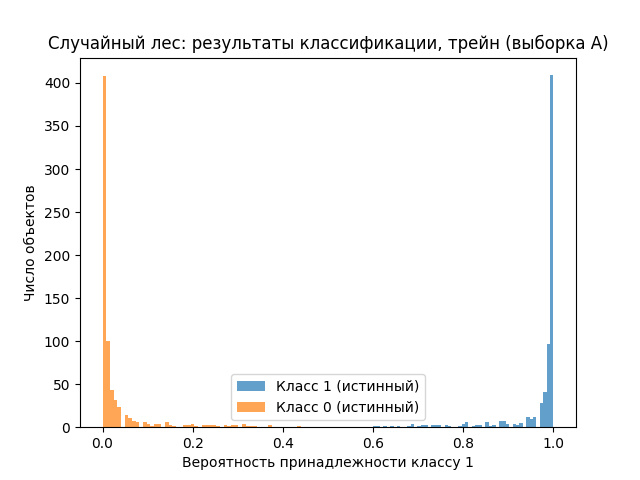 Случайный лес: результаты классификации, трейн (выборка A)
400
350
300
250
200
150
100
50
0
Число объектов
Класс 1 (истинный)
Класс 0 (истинный)
0.0 0.2 0.4 0.6 0.8 1.0
Вероятность принадлежности классу 1